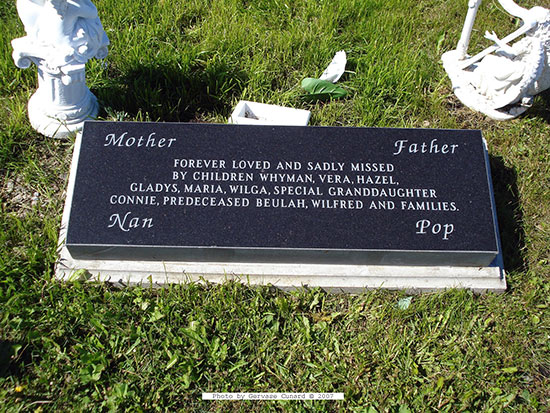 Mother Father
FOREVER LOVED AND SADLY MISSED
BY CHILDREN WHYMAN, VERA, HAZEL,
GLADYS, MARIA, WILGA, SPECIAL GRANDDAUGHTER
CONNIE, PREDECEASED BEULAH, WILFRED AND FAMILIES.
Nan Pop
Photo by Gervase Cunard © 2007